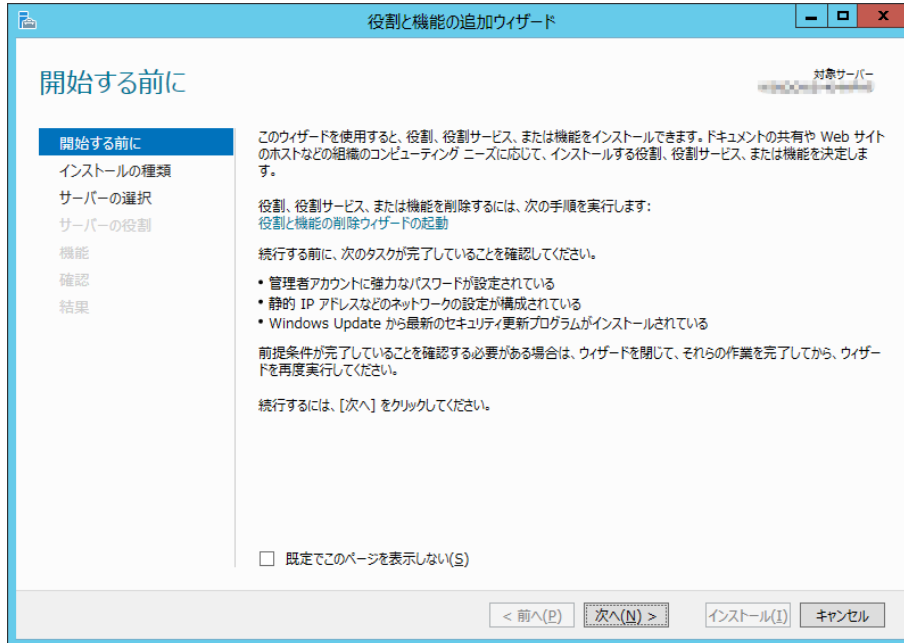 役割と機能の追加ウィザード
開始する前に
対象サーバー
開始する前に
インストールの種類
サーバーの選択
サーバーの役割
機能
確認
結果
このウィザードを使用すると、役割、役割サービス、または機能をインストールできます。ドキュメントの共有や Web サイト
のホストなどの組織のコンピューティング ニーズに応じて、インストールする役割、役割サービス、または機能を決定しま
す。
役割、役割サービス、または機能を削除するには、次の手順を実行します:
役割と機能の削除ウィザードの起動
続行する前に、次のタスクが完了していることを確認してください。
• 管理者アカウントに強力なパスワードが設定されている
• 静的 IP アドレスなどのネットワークの設定が構成されている
• Windows Update から最新のセキュリティ更新プログラムがインストールされている
前提条件が完了していることを確認する必要がある場合は、ウィザードを閉じて、それらの作業を完了してから、ウィザー
ドを再度実行してください。
続行するには、[次へ] をクリックしてください。
既定でこのページを表示しない(S)
< 前へ(P) 次へ(N) > インストール(I) キャンセル